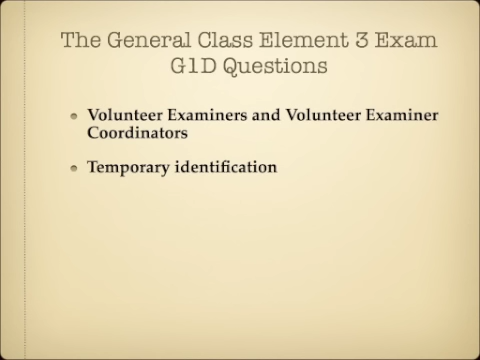 The General Class Element 3 Exam
G1D Questions
Volunteer Examiners and Volunteer Examiner
Coordinators
Temporary identification